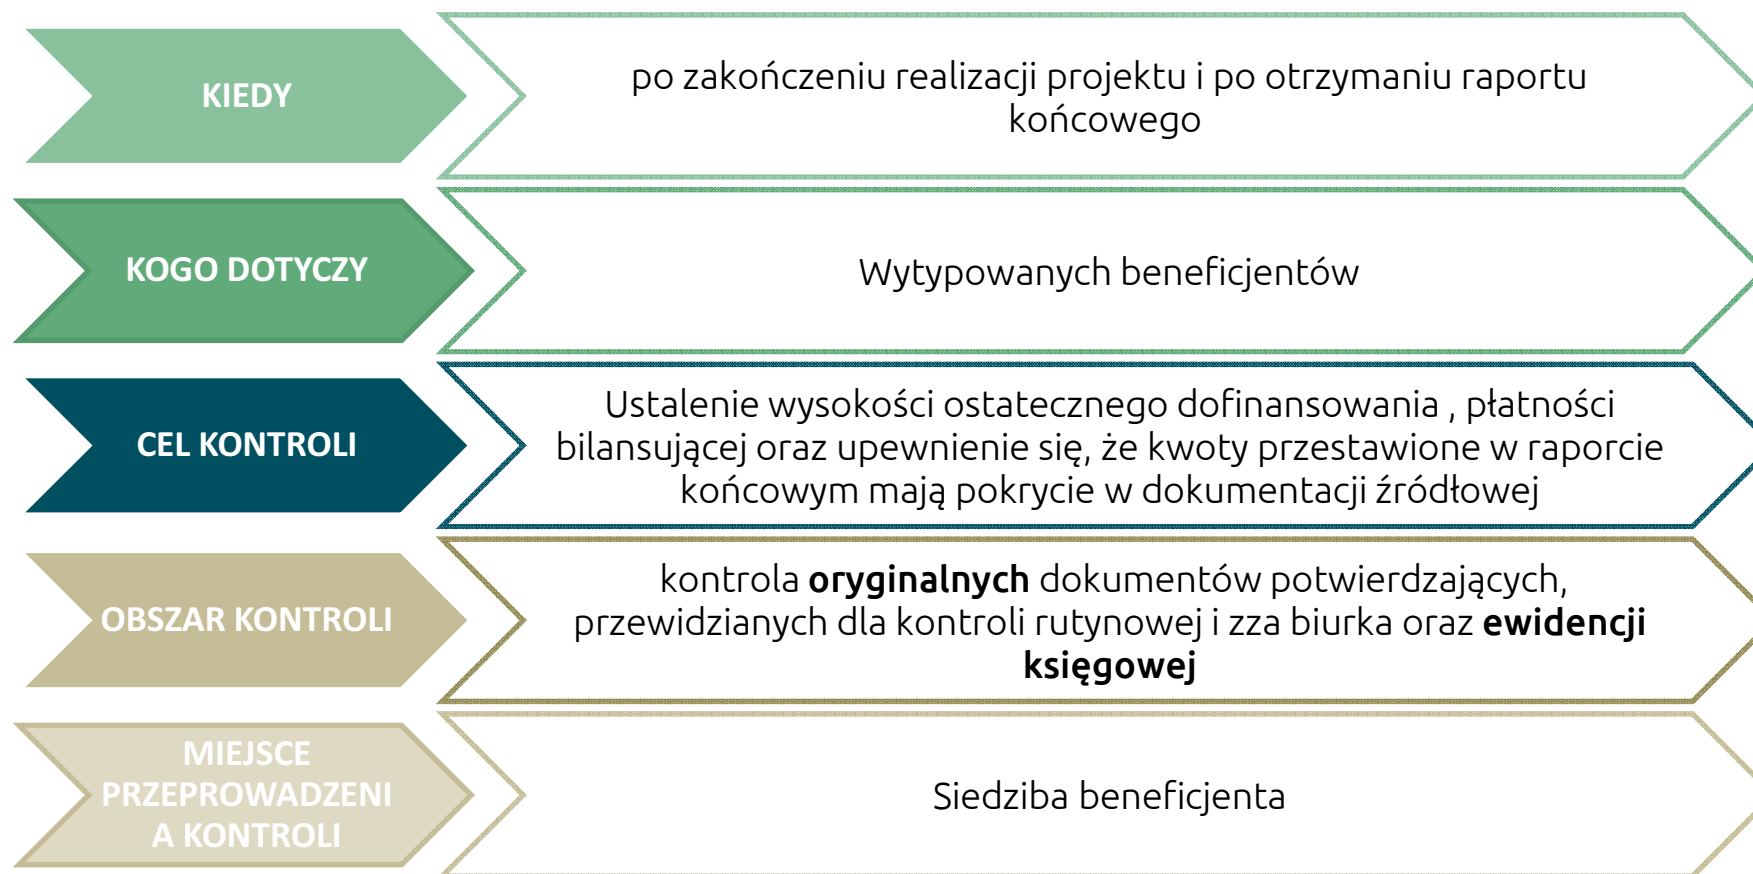 KIEDY
po zakończeniu realizacji projektu i po otrzymaniu raportu
końcowego
KOGO DOTYCZY
Wytypowanych beneficjentów
CEL KONTROLI
Ustalenie wysokości ostatecznego dofinansowania , płatności
bilansującej oraz upewnienie się, że kwoty przestawione w raporcie
końcowym mają pokrycie w dokumentacji źródłowej
OBSZAR KONTROLI
kontrola oryginalnych dokumentów potwierdzających,
przewidzianych dla kontroli rutynowej i zza biurka oraz ewidencji
księgowej
MIEJSCE
PRZEPROWADZENI
A KONTROLI
Siedziba beneficjenta